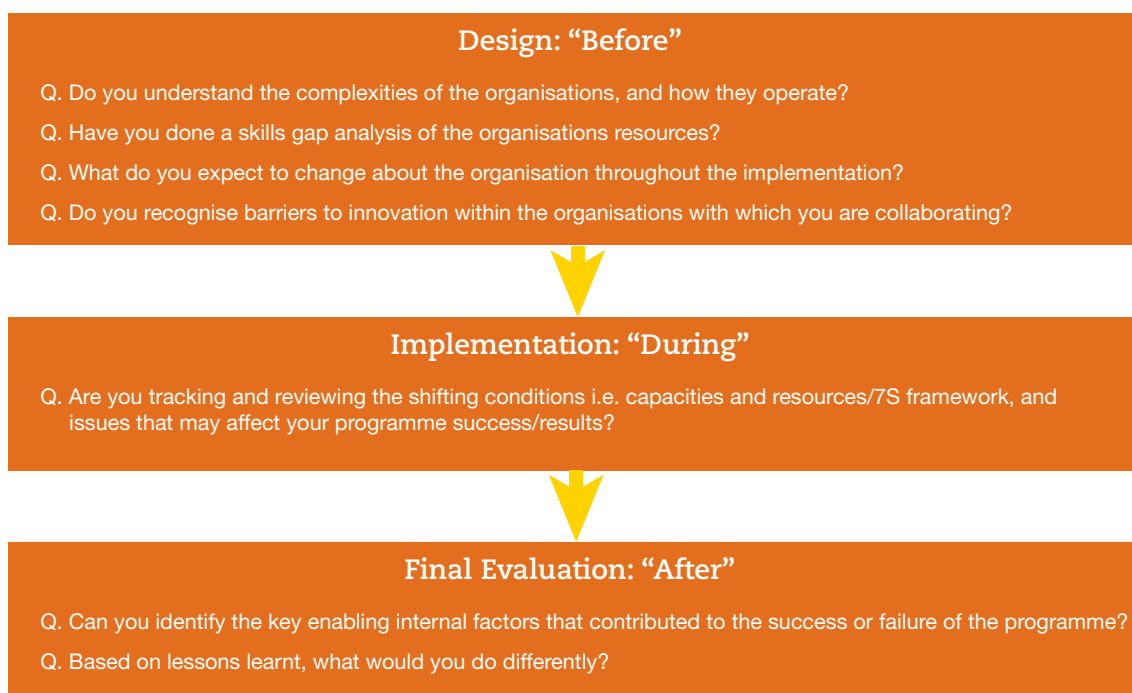 Design: “Before”
Q. Do you understand the complexities of the organisations, and how they operate?
Q. Have you done a skills gap analysis of the organisations resources?
Q. What do you expect to change about the organisation throughout the implementation?
Q. Do you recognise barriers to innovation within the organisations with which you are collaborating?
Implementation: “During”
Q. Are you tracking and reviewing the shifting conditions i.e. capacities and resources/7S framework, and
issues that may affect your programme success/results?
Final Evaluation: “After”
Q. Can you identify the key enabling internal factors that contributed to the success or failure of the programme?
Q. Based on lessons learnt, what would you do differently?